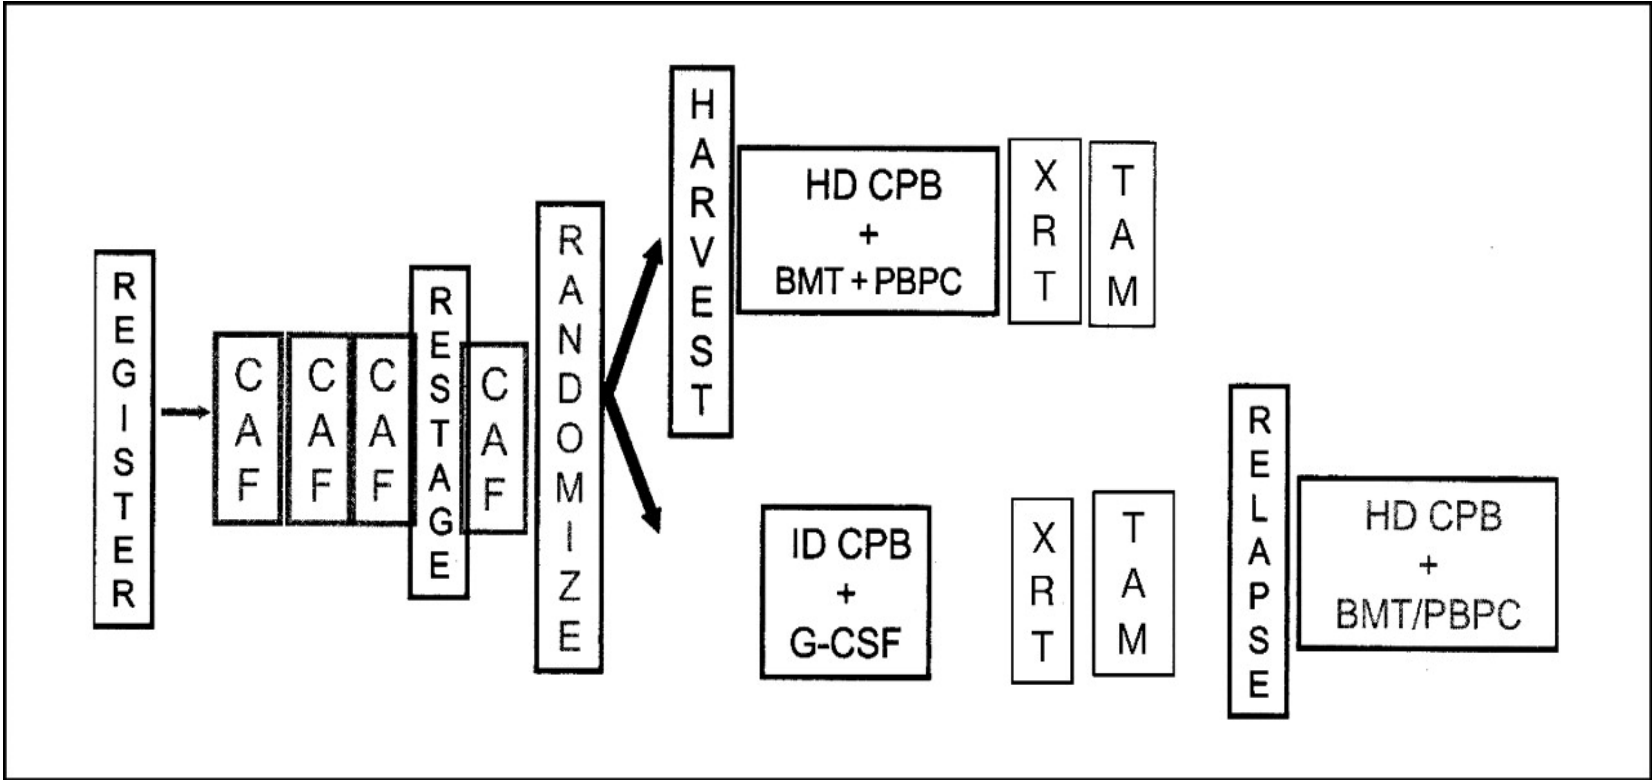 REGISTER
CAF
CAF
CAF
RESTAGE
CAF
RANDOMIZE
HARVEST
HD CPB
+
BMT + PBPC
XRT
TAM
ID CPB
+
G-CSF
XRT
TAM
RELAPSE
HD CPB
+
BMT/PBPC